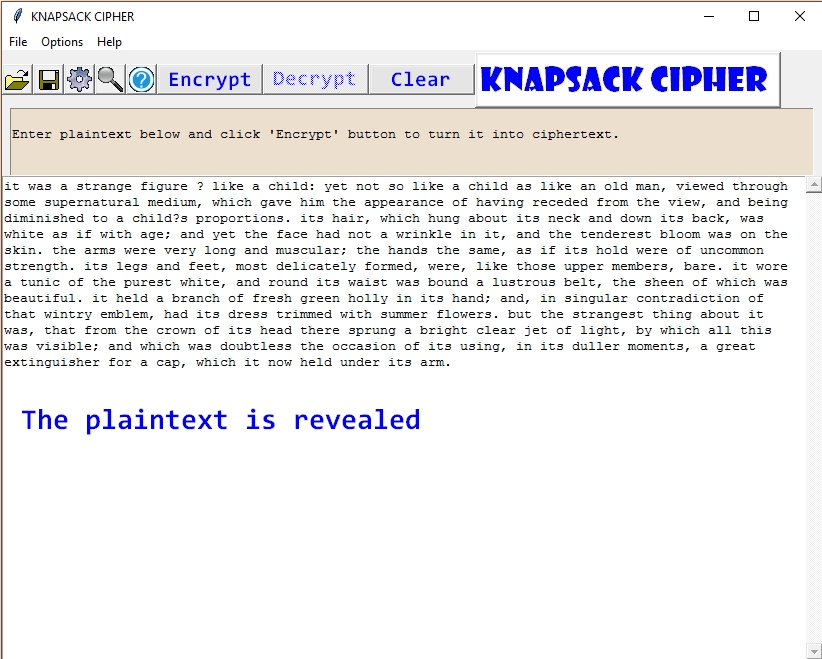 KNAPSACK CIPHER
File Options Help
Encrypt Decrypt Clear KNAPSACK CIPHER
Enter plaintext below and click 'Encrypt' button to turn it into ciphertext.
it was a strange figure ? like a child: yet not so like a child as like an old man, viewed through
some supernatural medium, which gave him the appearance of having receded from the view, and being
diminished to a child?s proportions. its hair, which hung about its neck and down its back, was
white as if with age; and yet the face had not a wrinkle in it, and the tenderest bloom was on the
skin. the arms were very long and muscular; the hands the same, as if its hold were of uncommon
strength. its legs and feet, most delicately formed, were, like those upper members, bare. it wore
a tunic of the purest white, and round its waist was bound a lustrous belt, the sheen of which was
beautiful. it held a branch of fresh green holly in its hand; and, in singular contradiction of
that wintry emblem, had its dress trimmed with summer flowers. but the strangest thing about it
was, that from the crown of its head there sprung a bright clear jet of light, by which all this
was visible; and which was doubtless the occasion of its using, in its duller moments, a great
extinguisher for a cap, which it now held under its arm.
The plaintext is revealed